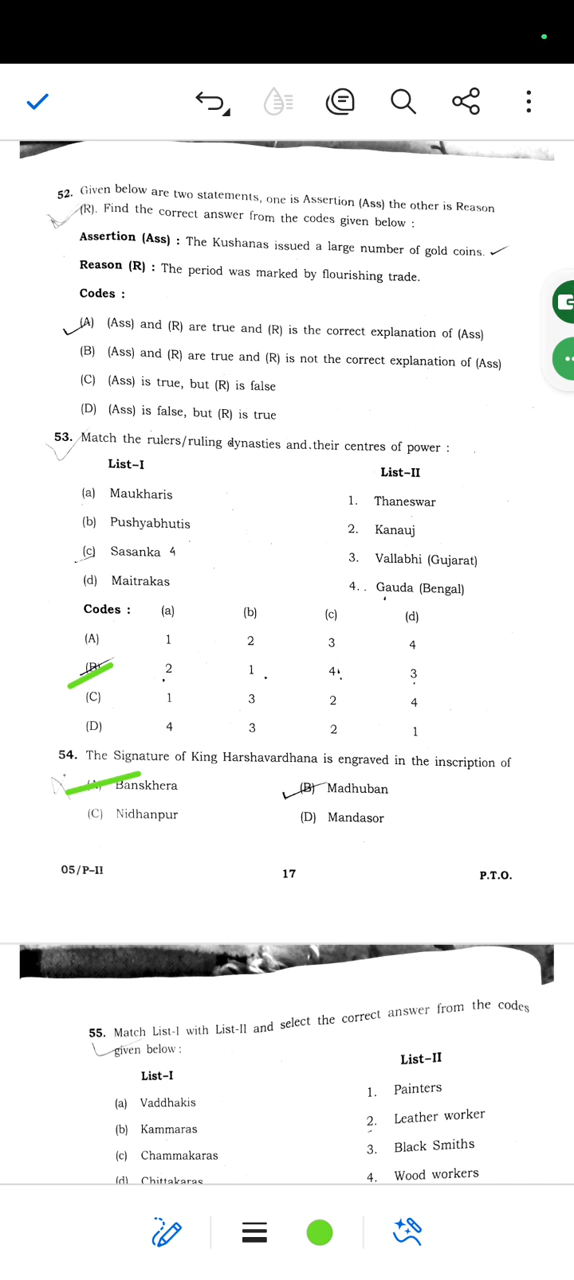 52. Given below are two statements, one is Assertion (Ass) the other is Reason
(R). Find the correct answer from the codes given below :
Assertion (Ass) : The Kushanas issued a large number of gold coins.
Reason (R) : The period was marked by flourishing trade.
Codes :
(A) (Ass) and (R) are true and (R) is the correct explanation of (Ass)
(B) (Ass) and (R) are true and (R) is not the correct explanation of (Ass)
(C) (Ass) is true, but (R) is false
(D) (Ass) is false, but (R) is true
53. Match the rulers/ruling dynasties and.their centres of power :
List-I List-II
(a) Maukharis 1. Thaneswar
(b) Pushyabhutis 2. Kanauj
(c) Sasanka 4 3. Vallabhi (Gujarat)
(d) Maitrakas 4. . Gauda (Bengal)
Codes : (a) (b) (c) (d)
(A) 1 2 3 4
(B) 2 1 4 3
(C) 1 3 2 4
(D) 4 3 2 1
54. The Signature of King Harshavardhana is engraved in the inscription of
(A) Banskhera (B) Madhuban
(C) Nidhanpur (D) Mandasor
05/P-II 17 P.T.O.
55. Match List-I with List-II and select the correct answer from the codes
given below :
List-I List-II
(a) Vaddhakis 1. Painters
(b) Kammaras 2. Leather worker
(c) Chammakaras 3. Black Smiths
(d) Chittakaras 4. Wood workers